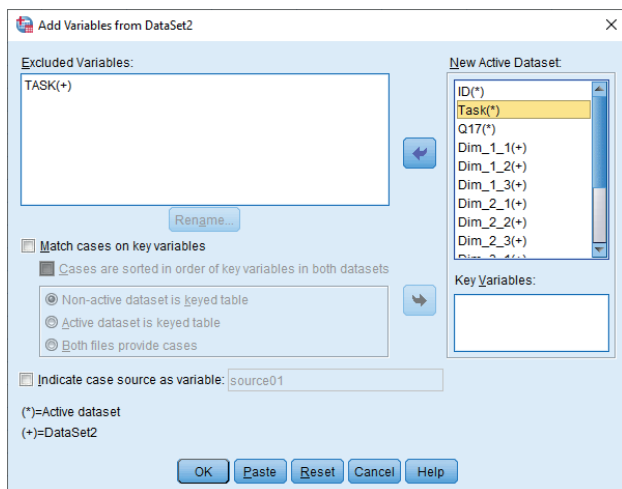 Add Variables from DataSet2
Excluded Variables:
TASK(+)
New Active Dataset:
ID(*)
Task(*)
Q17(*)
Dim_1_1(+)
Dim_1_2(+)
Dim_1_3(+)
Dim_2_1(+)
Dim_2_2(+)
Dim_2_3(+)
Rename...
Match cases on key variables
Cases are sorted in order of key variables in both datasets
Non-active dataset is keyed table
Active dataset is keyed table
Both files provide cases
Key Variables:
Indicate case source as variable: source01
(*)=Active dataset
(+)=DataSet2
OK Paste Reset Cancel Help